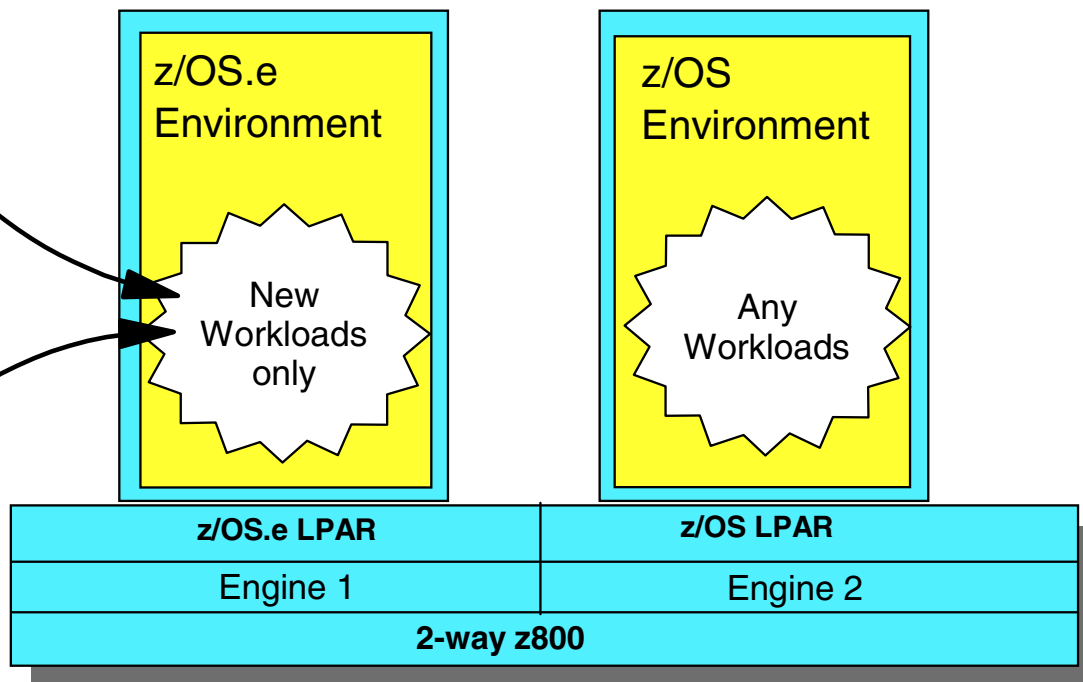 z/OS.e
Environment
New
Workloads
only
z/OS
Environment
Any
Workloads
z/OS.e LPAR
z/OS LPAR
Engine 1
Engine 2
2-way z800